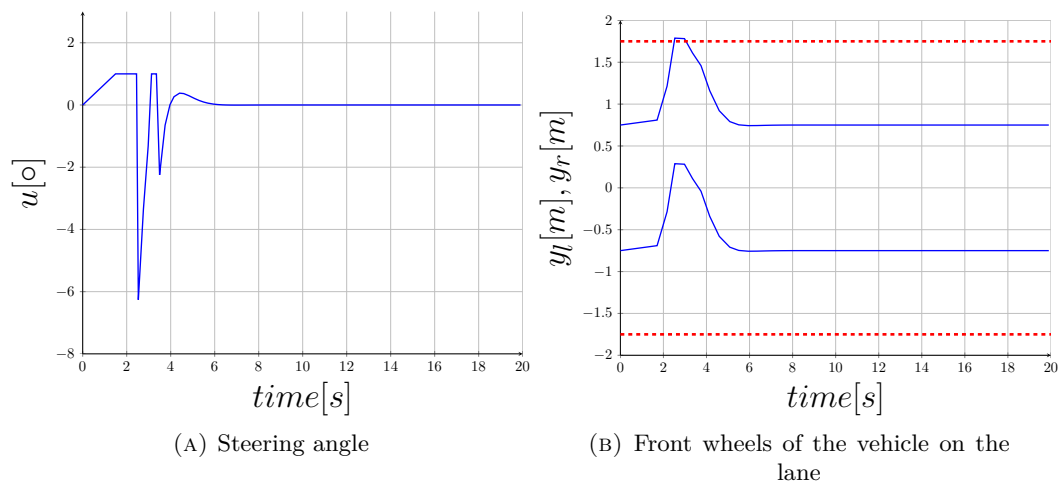 2
0
−2
−4
−6
−8
0 2 4 6 8 10 12 14 16 18 20
u[○]
time[s]
(A) Steering angle
2
1.5
1
0.5
0
−0.5
−1
−1.5
−2
0 2 4 6 8 10 12 14 16 18 20
y_l[m], y_r[m]
time[s]
(B) Front wheels of the vehicle on the
lane